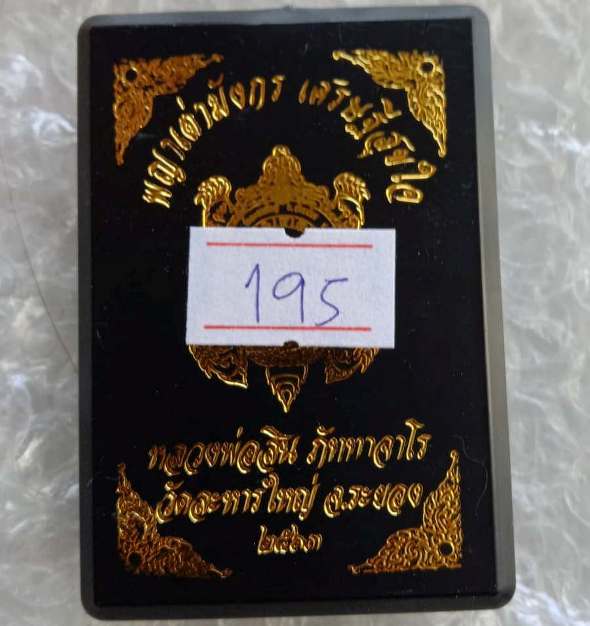 พญาเต่ามังกร เศรษฐีสุขใจ
195
หลวงพ่อสิน ภัททาจาโร
วัดละหารใหญ่ จ.ระยอง
๒๕๖๓